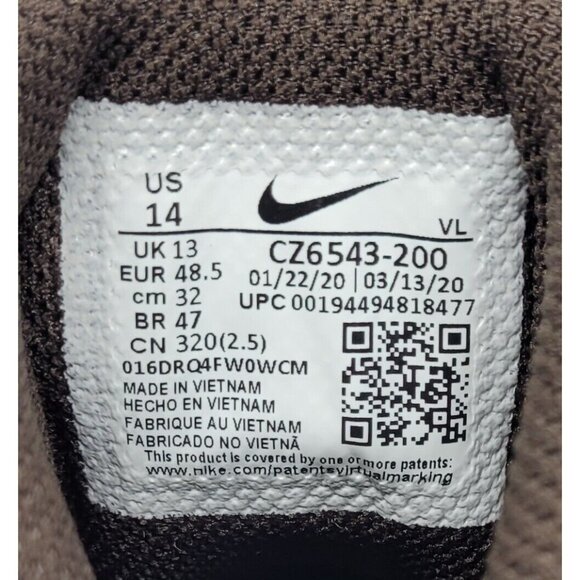 US
14
VL
UK 13
CZ6543-200
EUR 48.5
01/22/20 | 03/13/20
cm 32
UPC 00194494818477
BR 47
CN 320(2.5)
016DRQ4FW0WCM
MADE IN VIETNAM
HECHO EN VIETNAM
FABRIQUE AU VIETNAM
FABRICADO NO VIETNÃ
This product is covered by one or more patents:
www.nike.com/patentsvirtualmarking